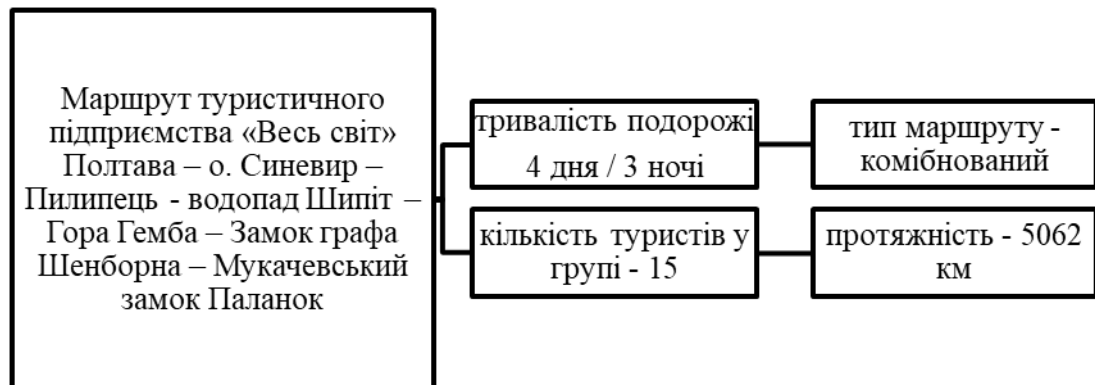 Маршрут туристичного
підприємства «Весь світ»
Полтава – о. Синевир –
Пилипець - водопад Шипіт –
Гора Гемба – Замок графа
Шенборна – Мукачевський
замок Паланок
тривалість подорожі
4 дня / 3 ночі
тип маршруту -
комібнований
кількість туристів у
групі - 15
протяжність - 5062
км